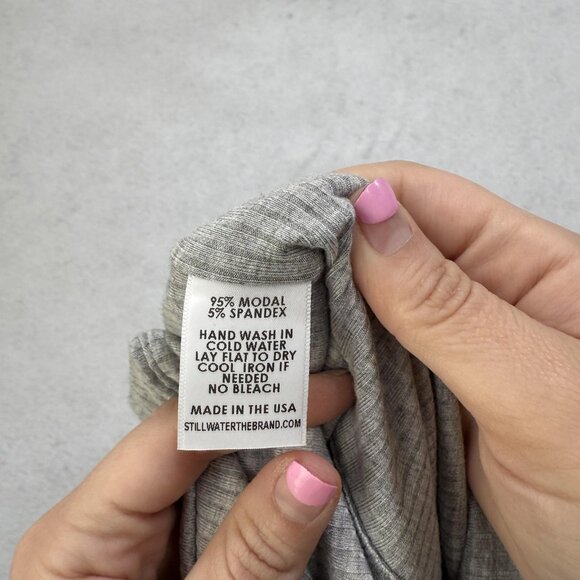 95% MODAL
5% SPANDEX
HAND WASH IN
COLD WATER
LAY FLAT TO DRY
COOL IRON IF
NEEDED
NO BLEACH
MADE IN THE USA
STILLWATERTHEBRAND.COM